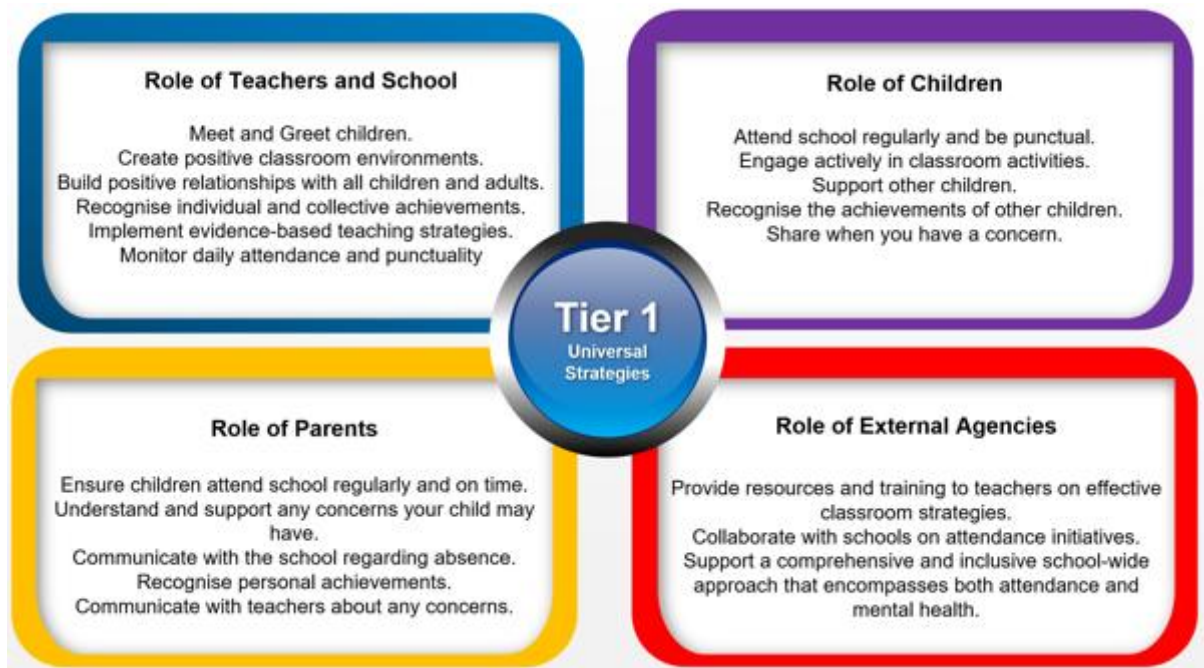 Role of Teachers and School
Meet and Greet children.
Create positive classroom environments.
Build positive relationships with all children and adults.
Recognise individual and collective achievements.
Implement evidence-based teaching strategies.
Monitor daily attendance and punctuality
Role of Children
Attend school regularly and be punctual.
Engage actively in classroom activities.
Support other children.
Recognise the achievements of other children.
Share when you have a concern.
Tier 1
Universal
Strategies
Role of Parents
Ensure children attend school regularly and on time.
Understand and support any concerns your child may
have.
Communicate with the school regarding absence.
Recognise personal achievements.
Communicate with teachers about any concerns.
Role of External Agencies
Provide resources and training to teachers on effective
classroom strategies.
Collaborate with schools on attendance initiatives.
Support a comprehensive and inclusive school-wide
approach that encompasses both attendance and
mental health.